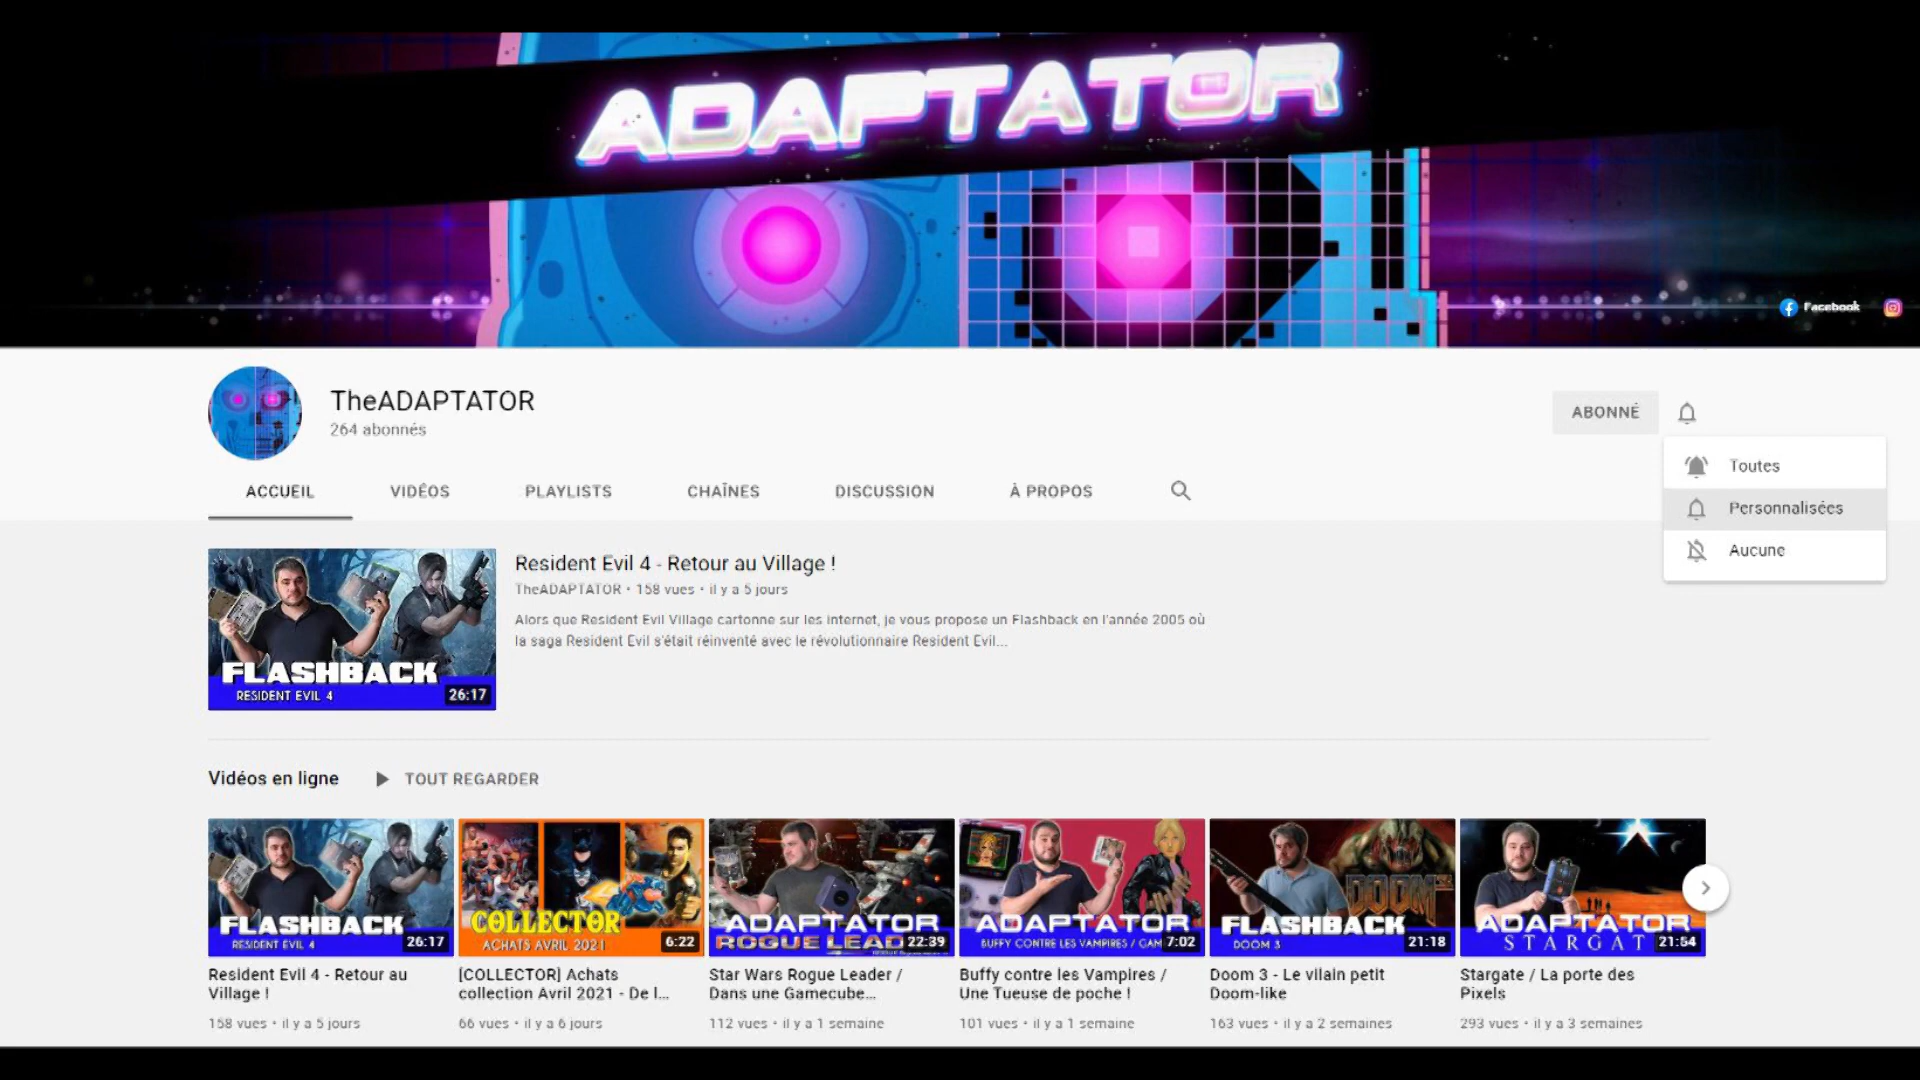 ADAPTATOR
Facebook
TheADAPTATOR
264 abonnés
ABONNÉ
Toutes
Personnalisées
Aucune
ACCUEIL
VIDÉOS
PLAYLISTS
CHAÎNES
DISCUSSION
À PROPOS
FLASHBACK
RESIDENT EVIL 4
26:17
Resident Evil 4 - Retour au Village !
TheADAPTATOR • 158 vues • il y a 5 jours
Alors que Resident Evil Village cartonne sur les internet, je vous propose un Flashback en l'année 2005 où
la saga Resident Evil s'était réinventé avec le révolutionnaire Resident Evil...
Vidéos en ligne
TOUT REGARDER
FLASHBACK
RESIDENT EVIL 4
26:17
Resident Evil 4 - Retour au
Village !
158 vues • il y a 5 jours
COLLECTOR
ACHATS AVRIL 2021
6:22
[COLLECTOR] Achats
collection Avril 2021 - De l...
66 vues • il y a 6 jours
ADAPTATOR
ROGUE LEAD
22:39
Star Wars Rogue Leader /
Dans une Gamecube...
112 vues • il y a 1 semaine
ADAPTATOR
BUFFY CONTRE LES VAMPIRES / GAM
7:02
Buffy contre les Vampires /
Une Tueuse de poche !
101 vues • il y a 1 semaine
DOOM
FLASHBACK
DOOM 3
21:18
Doom 3 - Le vilain petit
Doom-like
163 vues • il y a 2 semaines
ADAPTATOR
STARGAT
21:54
Stargate / La porte des
Pixels
293 vues • il y a 3 semaines